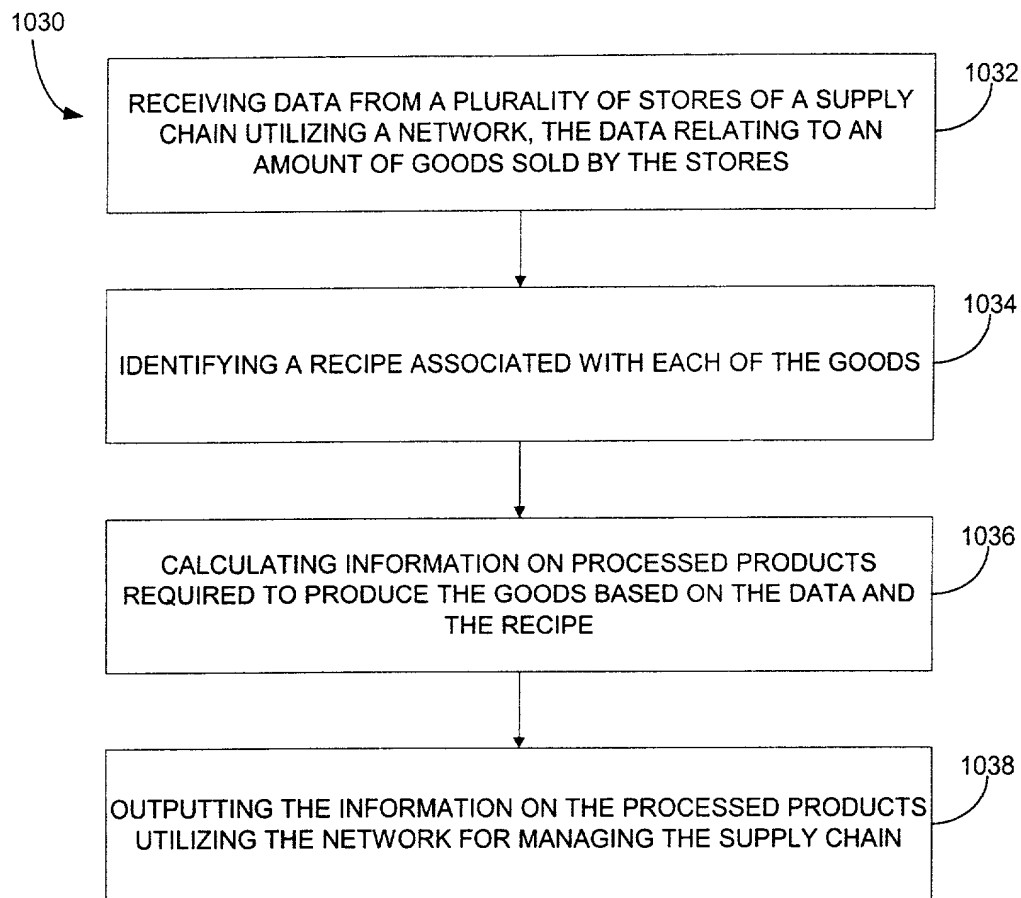 1030
1032
RECEIVING DATA FROM A PLURALITY OF STORES OF A SUPPLY
CHAIN UTILIZING A NETWORK, THE DATA RELATING TO AN
AMOUNT OF GOODS SOLD BY THE STORES
1034
IDENTIFYING A RECIPE ASSOCIATED WITH EACH OF THE GOODS
1036
CALCULATING INFORMATION ON PROCESSED PRODUCTS
REQUIRED TO PRODUCE THE GOODS BASED ON THE DATA AND
THE RECIPE
1038
OUTPUTTING THE INFORMATION ON THE PROCESSED PRODUCTS
UTILIZING THE NETWORK FOR MANAGING THE SUPPLY CHAIN